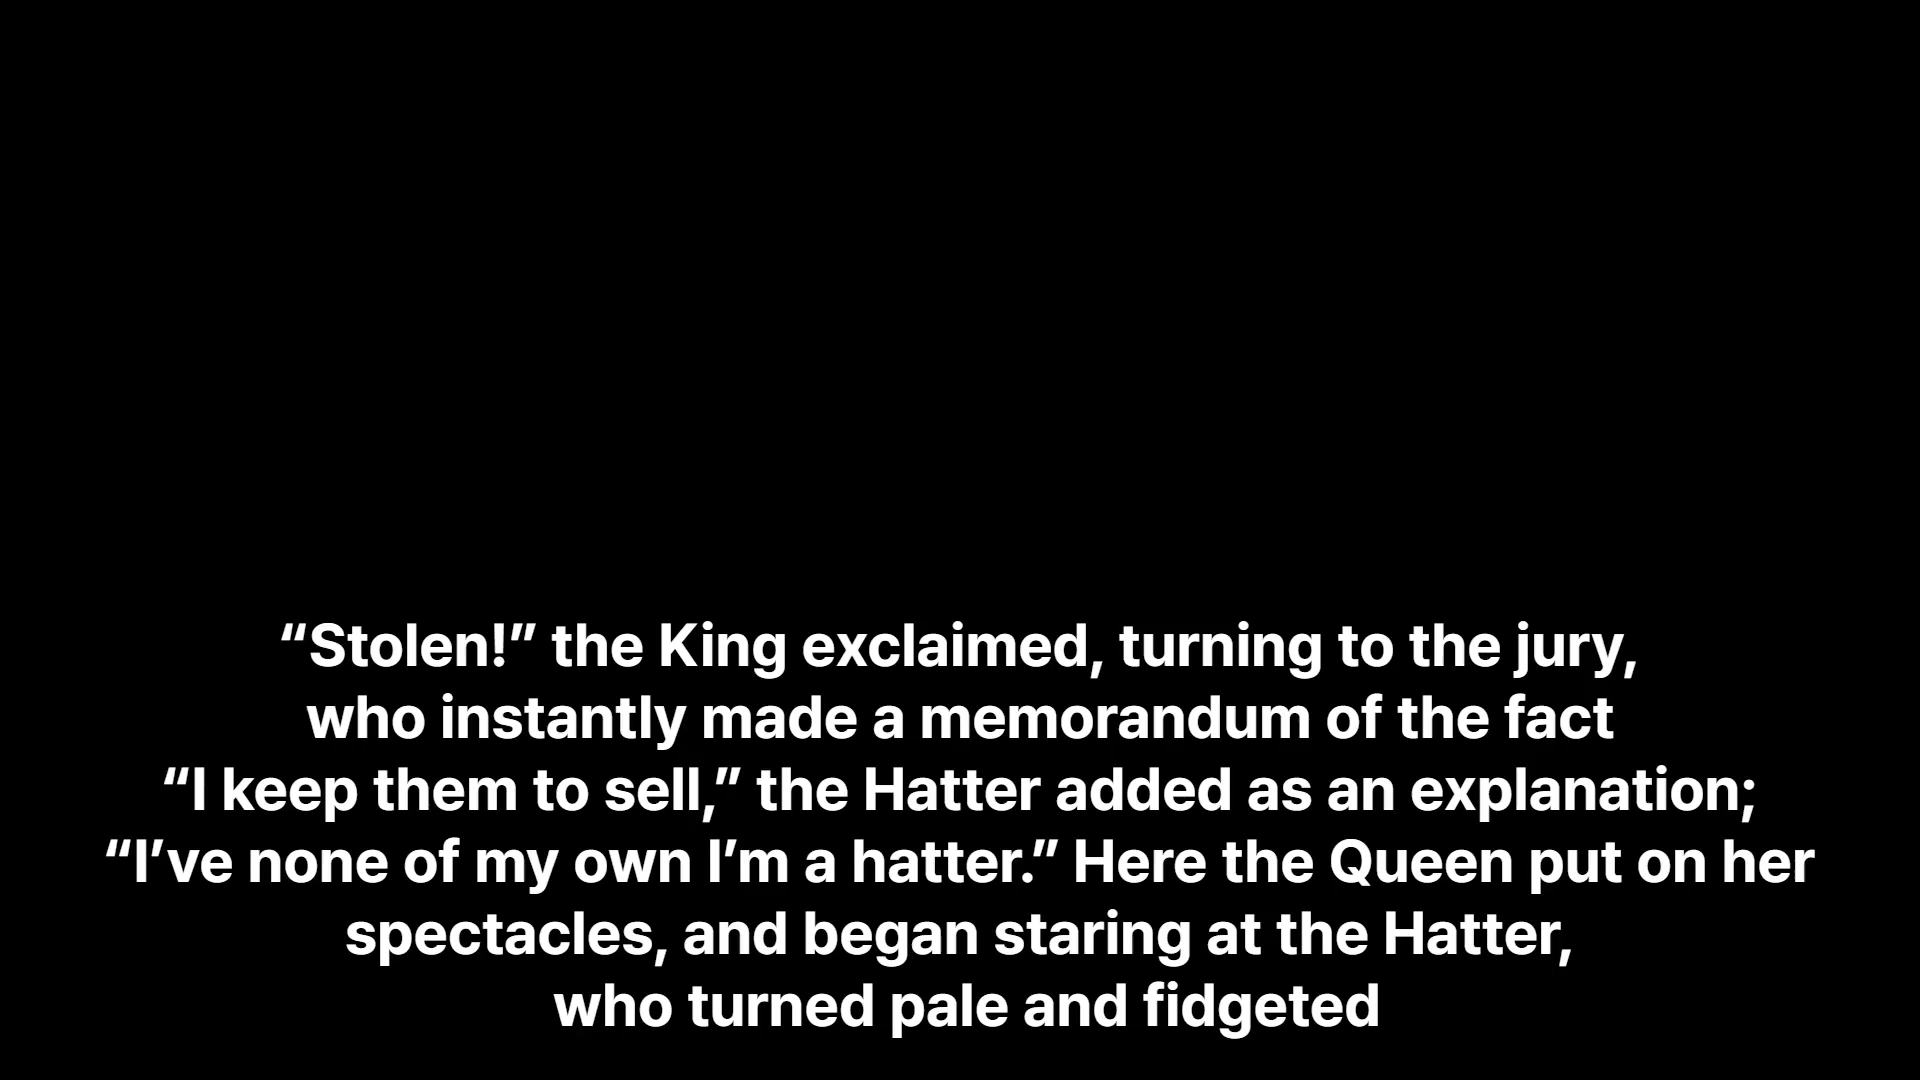 “Stolen!” the King exclaimed, turning to the jury,
who instantly made a memorandum of the fact
“I keep them to sell,” the Hatter added as an explanation;
“I’ve none of my own I’m a hatter.” Here the Queen put on her
spectacles, and began staring at the Hatter,
who turned pale and fidgeted